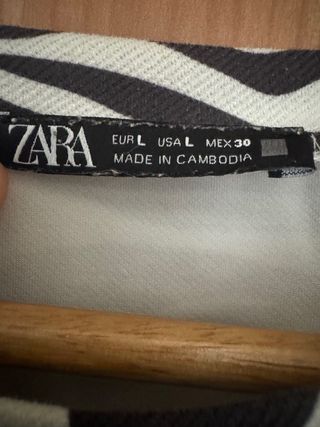 ZARA
EUR L USA L MEX 30
MADE IN CAMBODIA